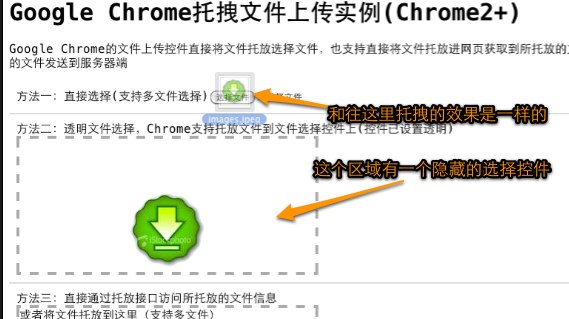 Google Chrome托拽文件上传实例(Chrome2+)
Google Chrome的文件上传控件直接将文件托放选择文件, 也支持直接将文件托放进网页获取到所托放的
的文件发送到服务器端
方法一: 直接选择(支持多文件选择)
和往这里托拽的效果是一样的
images.jpeg
方法二: 透明文件选择, Chrome支持托放文件到文件选择控件上(控件已设置透明)
这个区域有一个隐藏的选择控件
iStockphoto
方法三: 直接通过托放接口访问所托放的文件信息
或者将文件托放到这里 (支持多文件)